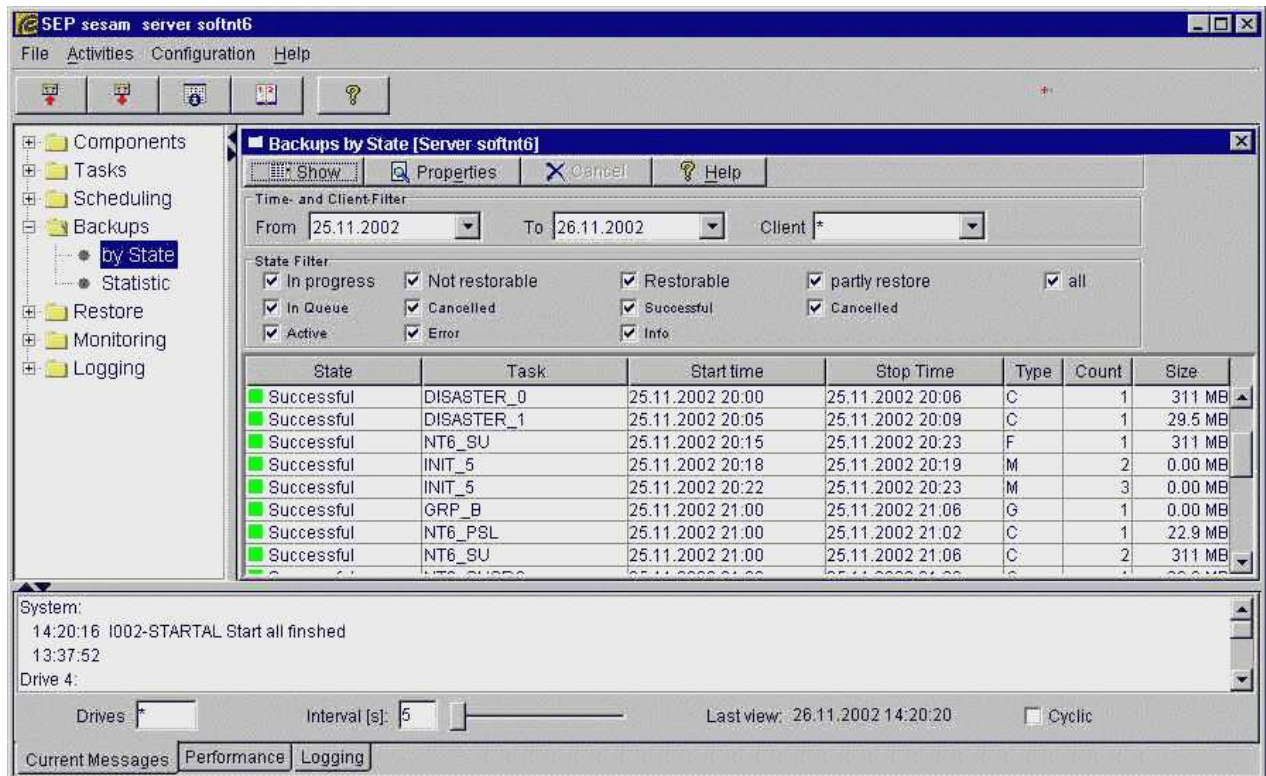 SEP sesam server softnt6
File Activities Configuration Help
Components
Tasks
Scheduling
Backups
by State
Statistic
Restore
Monitoring
Logging
Backups by State [Server softnt6]
Show Properties Cancel Help
Time- and Client-Filter
From 25.11.2002 To 26.11.2002 Client *
State Filter
In progress Not restorable Restorable partly restore all
In Queue Cancelled Successful Cancelled
Active Error Info
State Task Start time Stop Time Type Count Size
Successful DISASTER_0 25.11.2002 20:00 25.11.2002 20:06 C 1 311 MB
Successful DISASTER_1 25.11.2002 20:05 25.11.2002 20:09 C 1 29.5 MB
Successful NT6_SU 25.11.2002 20:15 25.11.2002 20:23 F 1 311 MB
Successful INIT_5 25.11.2002 20:18 25.11.2002 20:19 M 2 0.00 MB
Successful INIT_5 25.11.2002 20:22 25.11.2002 20:23 M 3 0.00 MB
Successful GRP_B 25.11.2002 21:00 25.11.2002 21:06 G 1 0.00 MB
Successful NT6_PSL 25.11.2002 21:00 25.11.2002 21:02 C 1 22.9 MB
Successful NT6_SU 25.11.2002 21:00 25.11.2002 21:06 C 2 311 MB
System:
14:20:16 I002-STARTAL Start all finshed
13:37:52
Drive 4:
Drives * Interval [s]: 5 Last view: 26.11.2002 14:20:20 Cyclic
Current Messages Performance Logging